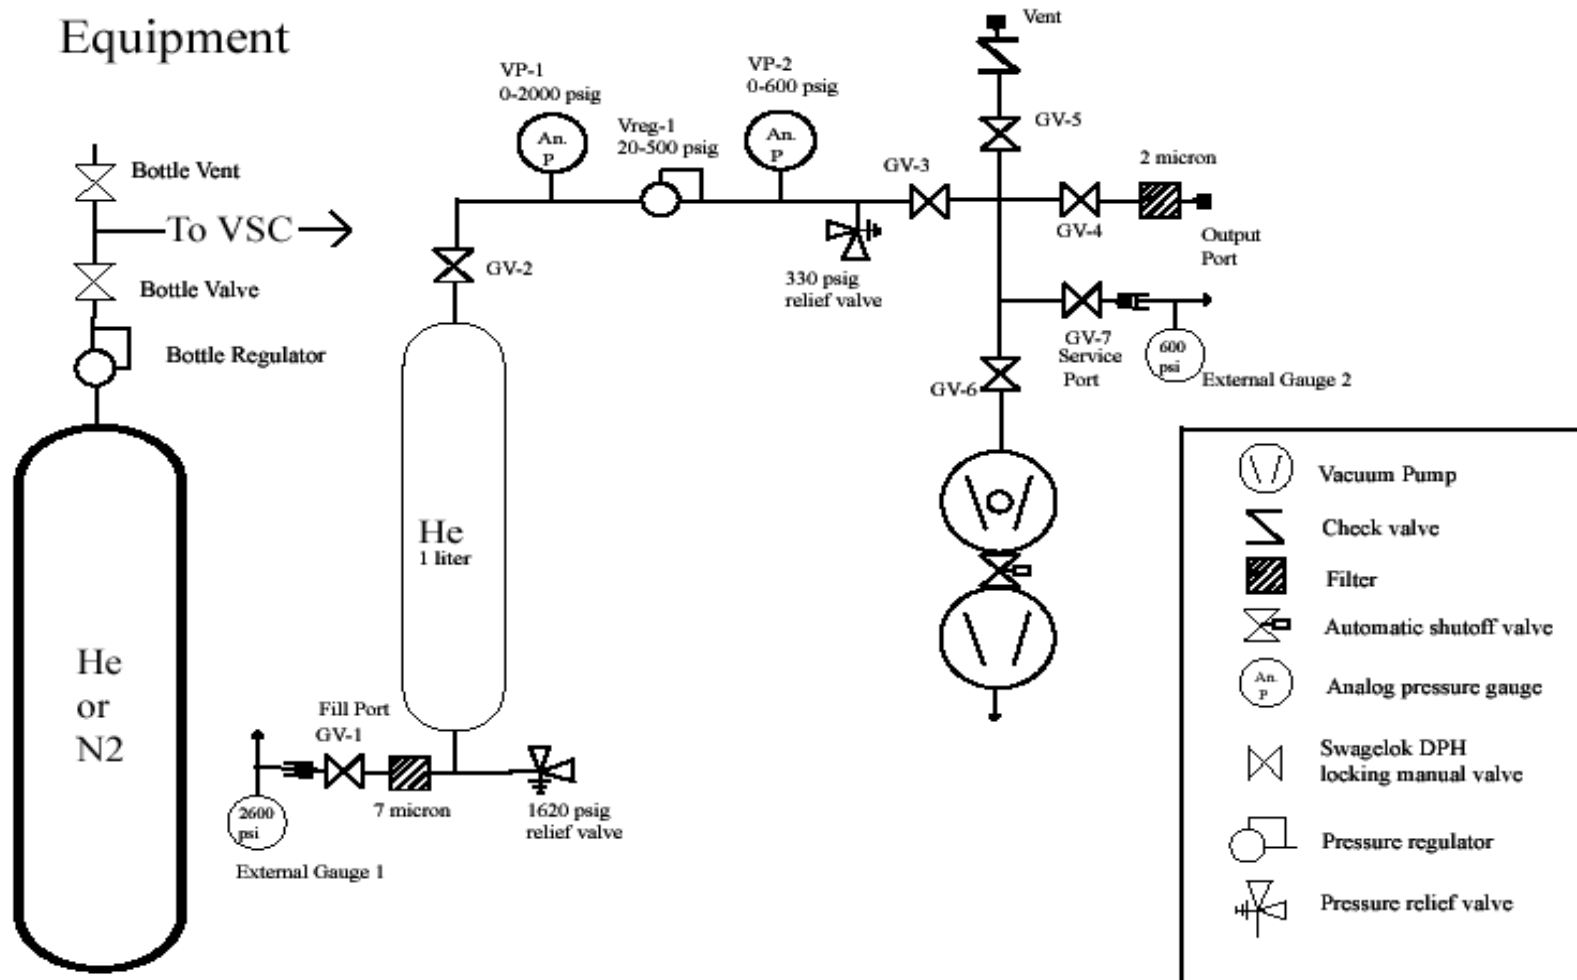 Equipment
Bottle Vent
To VSC
Bottle Valve
Bottle Regulator
He
or
N2
VP-1
0-2000 psig
An.
P
Vreg-1
20-500 psig
VP-2
0-600 psig
An.
P
GV-2
330 psig
relief valve
GV-3
Vent
GV-5
2 micron
GV-4
Output
Port
GV-7
Service
Port
600
psi
External Gauge 2
GV-6
He
1 liter
Fill Port
GV-1
2600
psi
7 micron
1620 psig
relief valve
External Gauge 1
Vacuum Pump
Check valve
Filter
Automatic shutoff valve
An.
P
Analog pressure gauge
Swagelok DPH
locking manual valve
Pressure regulator
Pressure relief valve